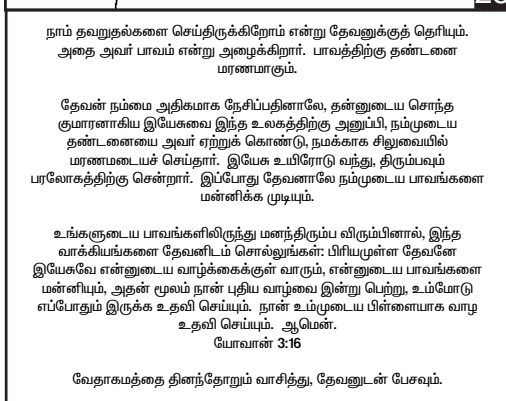 நாம் தவறுதல்களை செய்திருக்கிறோம் என்று தேவனுக்குத் தெரியும்.
அதை அவர் பாவம் என்று அழைக்கிறார். பாவத்திற்கு தண்டனை
மரணமாகும்.
தேவன் நம்மை அதிகமாக நேசிப்பதினாலே, தன்னுடைய சொந்த
குமாரனாகிய இயேசுவை இந்த உலகத்திற்கு அனுப்பி, நம்முடைய
தண்டனையை அவர் ஏற்றுக் கொண்டு, நமக்காக சிலுவையில்
மரணமடையச் செய்தார். இயேசு உயிரோடு வந்து, திரும்பவும்
பரலோகத்திற்கு சென்றார். இப்போது தேவனாலே நம்முடைய பாவங்களை
மன்னிக்க முடியும்.
உங்களுடைய பாவங்களிலிருந்து மனந்திரும்ப விரும்பினால், இந்த
வாக்கியங்களை தேவனிடம் சொல்லுங்கள்: பிரியமுள்ள தேவனே
இயேசுவே என்னுடைய வாழ்க்கைக்குள் வாரும், என்னுடைய பாவங்களை
மன்னியும், அதன் மூலம் நான் புதிய வாழ்வை இன்று பெற்று, உம்மோடு
எப்போதும் இருக்க உதவி செய்யும். நான் உம்முடைய பிள்ளையாக வாழ
உதவி செய்யும். ஆமென்.
யோவான் 3:16
வேதாகமத்தை தினந்தோறும் வாசித்து, தேவனுடன் பேசவும்.